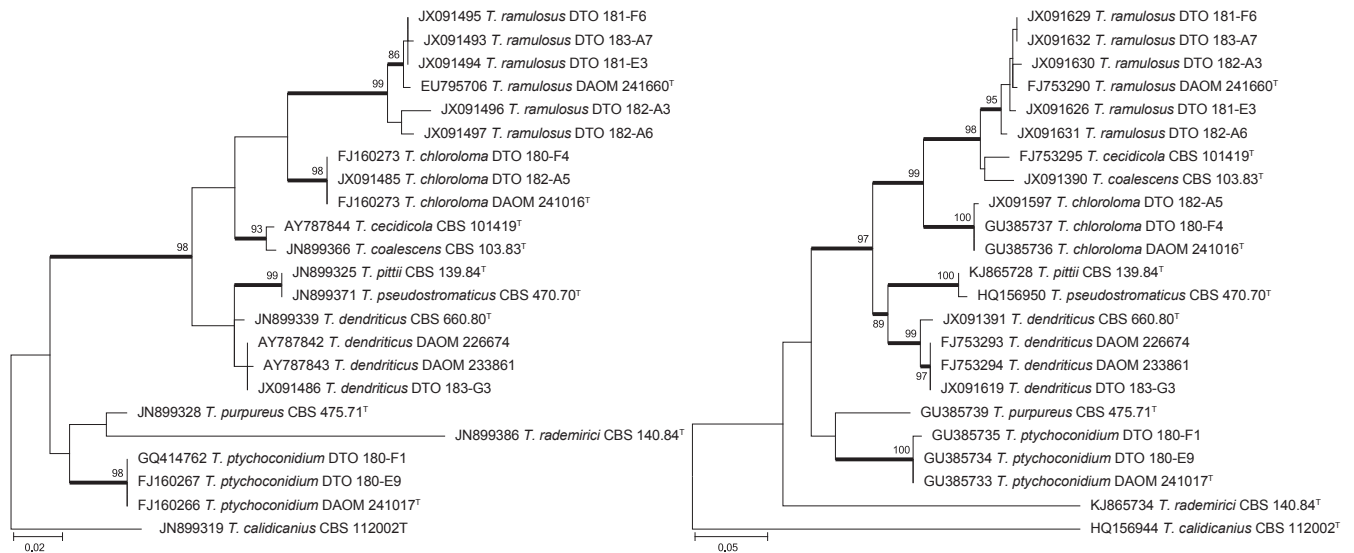 JX091495 T. ramulosus DTO 181-F6
JX091493 T. ramulosus DTO 183-A7
86
JX091494 T. ramulosus DTO 181-E3
99
EU795706 T. ramulosus DAOM 241660ᵀ
JX091496 T. ramulosus DTO 182-A3
JX091497 T. ramulosus DTO 182-A6
FJ160273 T. chloroloma DTO 180-F4
98
JX091485 T. chloroloma DTO 182-A5
FJ160273 T. chloroloma DAOM 241016ᵀ
AY787844 T. cecidicola CBS 101419ᵀ
93
JN899366 T. coalescens CBS 103.83ᵀ
98
JN899325 T. pittii CBS 139.84ᵀ
99
JN899371 T. pseudostromaticus CBS 470.70ᵀ
JN899339 T. dendriticus CBS 660.80ᵀ
AY787842 T. dendriticus DAOM 226674
AY787843 T. dendriticus DAOM 233861
JX091486 T. dendriticus DTO 183-G3
JN899328 T. purpureus CBS 475.71ᵀ
JN899386 T. rademirici CBS 140.84ᵀ
GQ414762 T. ptychoconidium DTO 180-F1
98
FJ160267 T. ptychoconidium DTO 180-E9
FJ160266 T. ptychoconidium DAOM 241017ᵀ
JN899319 T. calidicanius CBS 112002T
0.02
JX091629 T. ramulosus DTO 181-F6
JX091632 T. ramulosus DTO 183-A7
JX091630 T. ramulosus DTO 182-A3
FJ753290 T. ramulosus DAOM 241660ᵀ
95
JX091626 T. ramulosus DTO 181-E3
98
JX091631 T. ramulosus DTO 182-A6
FJ753295 T. cecidicola CBS 101419ᵀ
JX091390 T. coalescens CBS 103.83ᵀ
99
JX091597 T. chloroloma DTO 182-A5
100
GU385737 T. chloroloma DTO 180-F4
GU385736 T. chloroloma DAOM 241016ᵀ
97
KJ865728 T. pittii CBS 139.84ᵀ
100
HQ156950 T. pseudostromaticus CBS 470.70ᵀ
89
JX091391 T. dendriticus CBS 660.80ᵀ
99
FJ753293 T. dendriticus DAOM 226674
FJ753294 T. dendriticus DAOM 233861
97
JX091619 T. dendriticus DTO 183-G3
GU385739 T. purpureus CBS 475.71ᵀ
GU385735 T. ptychoconidium DTO 180-F1
100
GU385734 T. ptychoconidium DTO 180-E9
GU385733 T. ptychoconidium DAOM 241017ᵀ
KJ865734 T. rademirici CBS 140.84ᵀ
HQ156944 T. calidicanius CBS 112002ᵀ
0.05